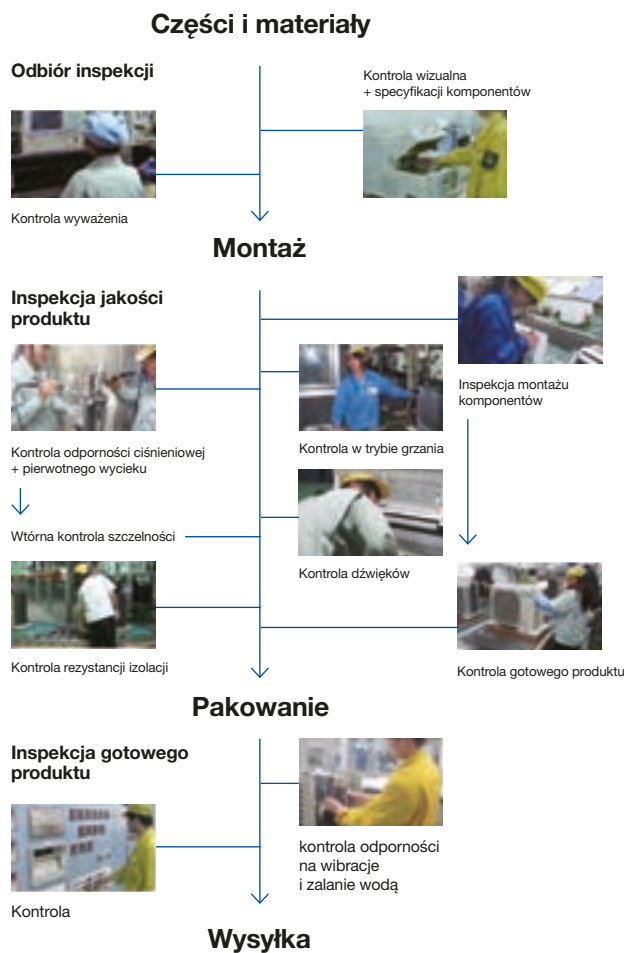 Części i materiały
Odbiór inspekcji
Kontrola wizualna
+ specyfikacji komponentów
Kontrola wyważenia
Montaż
Inspekcja jakości
produktu
Inspekcja montażu
komponentów
Kontrola odporności ciśnieniowej
+ pierwotnego wycieku
Kontrola w trybie grzania
Wtórna kontrola szczelności
Kontrola dźwięków
Kontrola rezystancji izolacji
Kontrola gotowego produktu
Pakowanie
Inspekcja gotowego
produktu
kontrola odporności
na wibracje
i zalanie wodą
Kontrola
Wysyłka